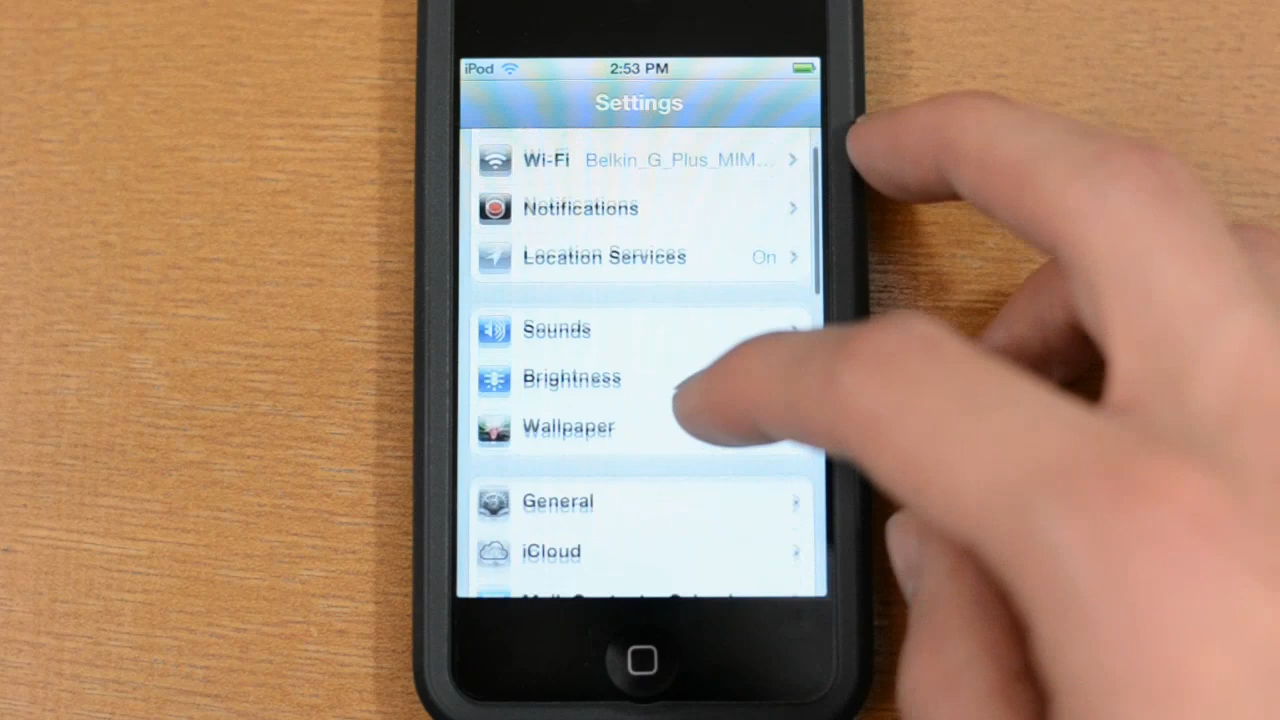 iPod 2:53 PM
Settings
Wi-Fi Belkin_G_Plus_MIM...
Notifications
Location Services On
Sounds
Brightness
Wallpaper
General
iCloud